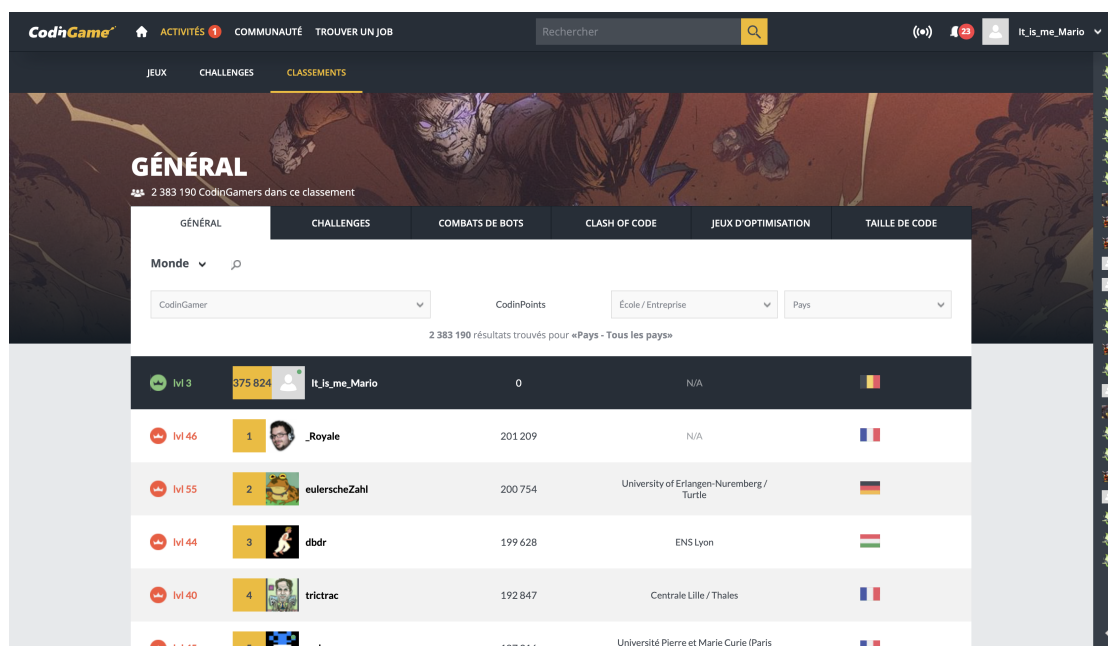 CodinGame
ACTIVITÉS 1 COMMUNAUTÉ TROUVER UN JOB
Rechercher
23
It_is_me_Mario
JEUX CHALLENGES CLASSEMENTS
GÉNÉRAL
2 383 190 CodinGamers dans ce classement
GÉNÉRAL CHALLENGES COMBATS DE BOTS CLASH OF CODE JEUX D'OPTIMISATION TAILLE DE CODE
Monde
CodinGamer CodinPoints École / Entreprise Pays
2 383 190 résultats trouvés pour «Pays - Tous les pays»
lvl 3 375 824 It_is_me_Mario 0 N/A
lvl 46 1 _Royale 201 209 N/A
lvl 55 2 eulerscheZahl 200 754 University of Erlangen-Nuremberg /
Turtle
lvl 44 3 dbdr 199 628 ENS Lyon
lvl 40 4 trictrac 192 847 Centrale Lille / Thales
Université Pierre et Marie Curie (Paris